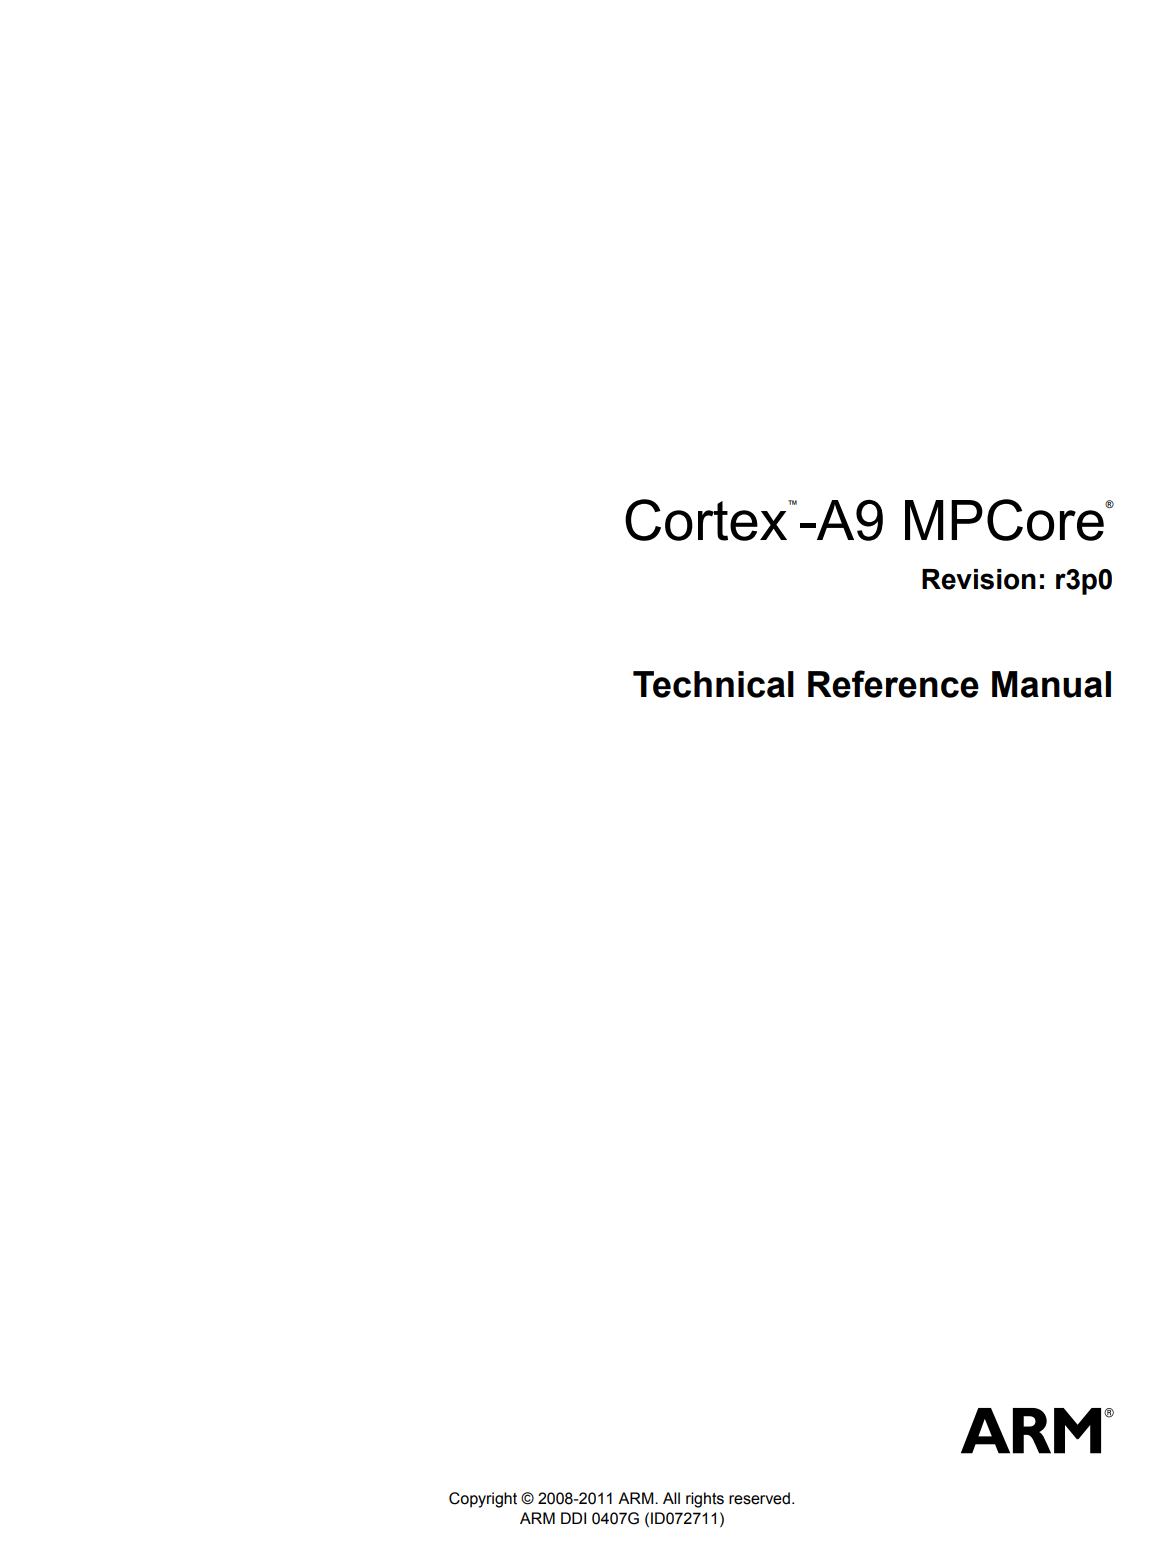 Cortex™-A9 MPCore®
Revision: r3p0
Technical Reference Manual
ARM®
Copyright © 2008-2011 ARM. All rights reserved.
ARM DDI 0407G (ID072711)